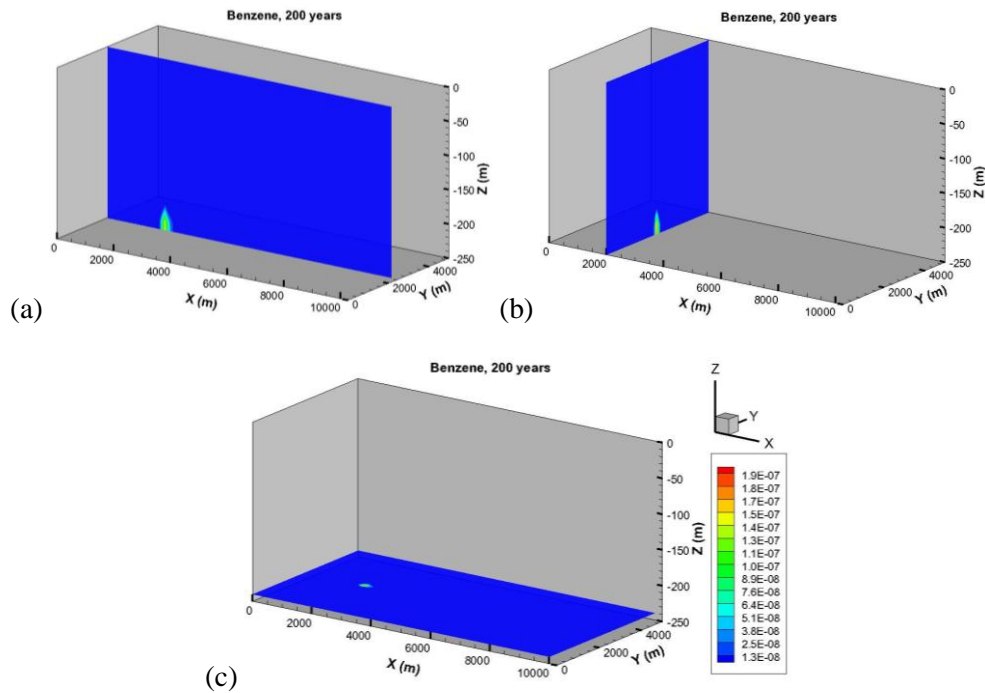 Benzene, 200 years
0
-50
-100
-150
-200
-250
Z (m)
0
2000
4000
6000
8000
10000
X (m)
0
2000
4000
Y (m)
(a)
Benzene, 200 years
0
-50
-100
-150
-200
-250
Z (m)
0
2000
4000
6000
8000
10000
X (m)
0
2000
4000
Y (m)
(b)
Benzene, 200 years
0
-50
-100
-150
-200
-250
Z (m)
0
2000
4000
6000
8000
10000
X (m)
0
2000
4000
Y (m)
(c)
Z
Y
X
1.9E-07
1.8E-07
1.7E-07
1.5E-07
1.4E-07
1.3E-07
1.1E-07
1.0E-07
8.9E-08
7.6E-08
6.4E-08
5.1E-08
3.8E-08
2.5E-08
1.3E-08